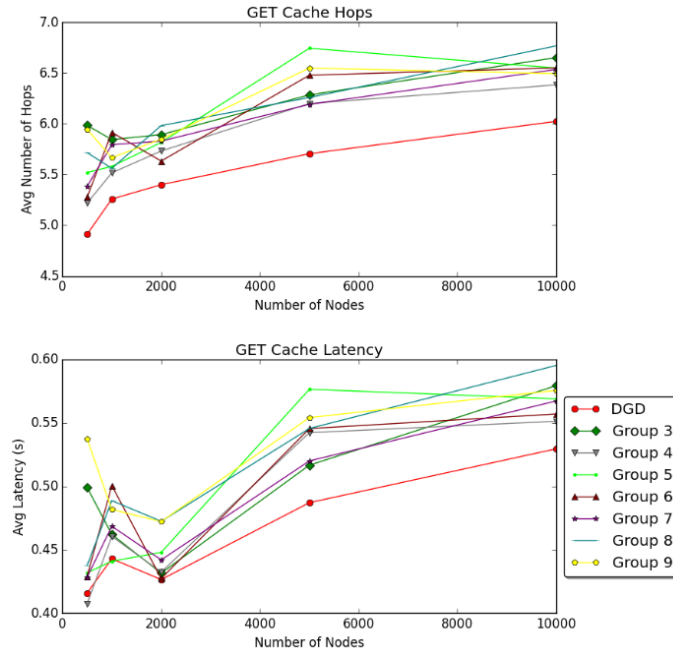 GET Cache Hops
7.0
6.5
6.0
5.5
5.0
4.5
Avg Number of Hops
0 2000 4000 6000 8000 10000
Number of Nodes
GET Cache Latency
0.60
0.55
0.50
0.45
0.40
Avg Latency (s)
0 2000 4000 6000 8000 10000
Number of Nodes
DGD
Group 3
Group 4
Group 5
Group 6
Group 7
Group 8
Group 9